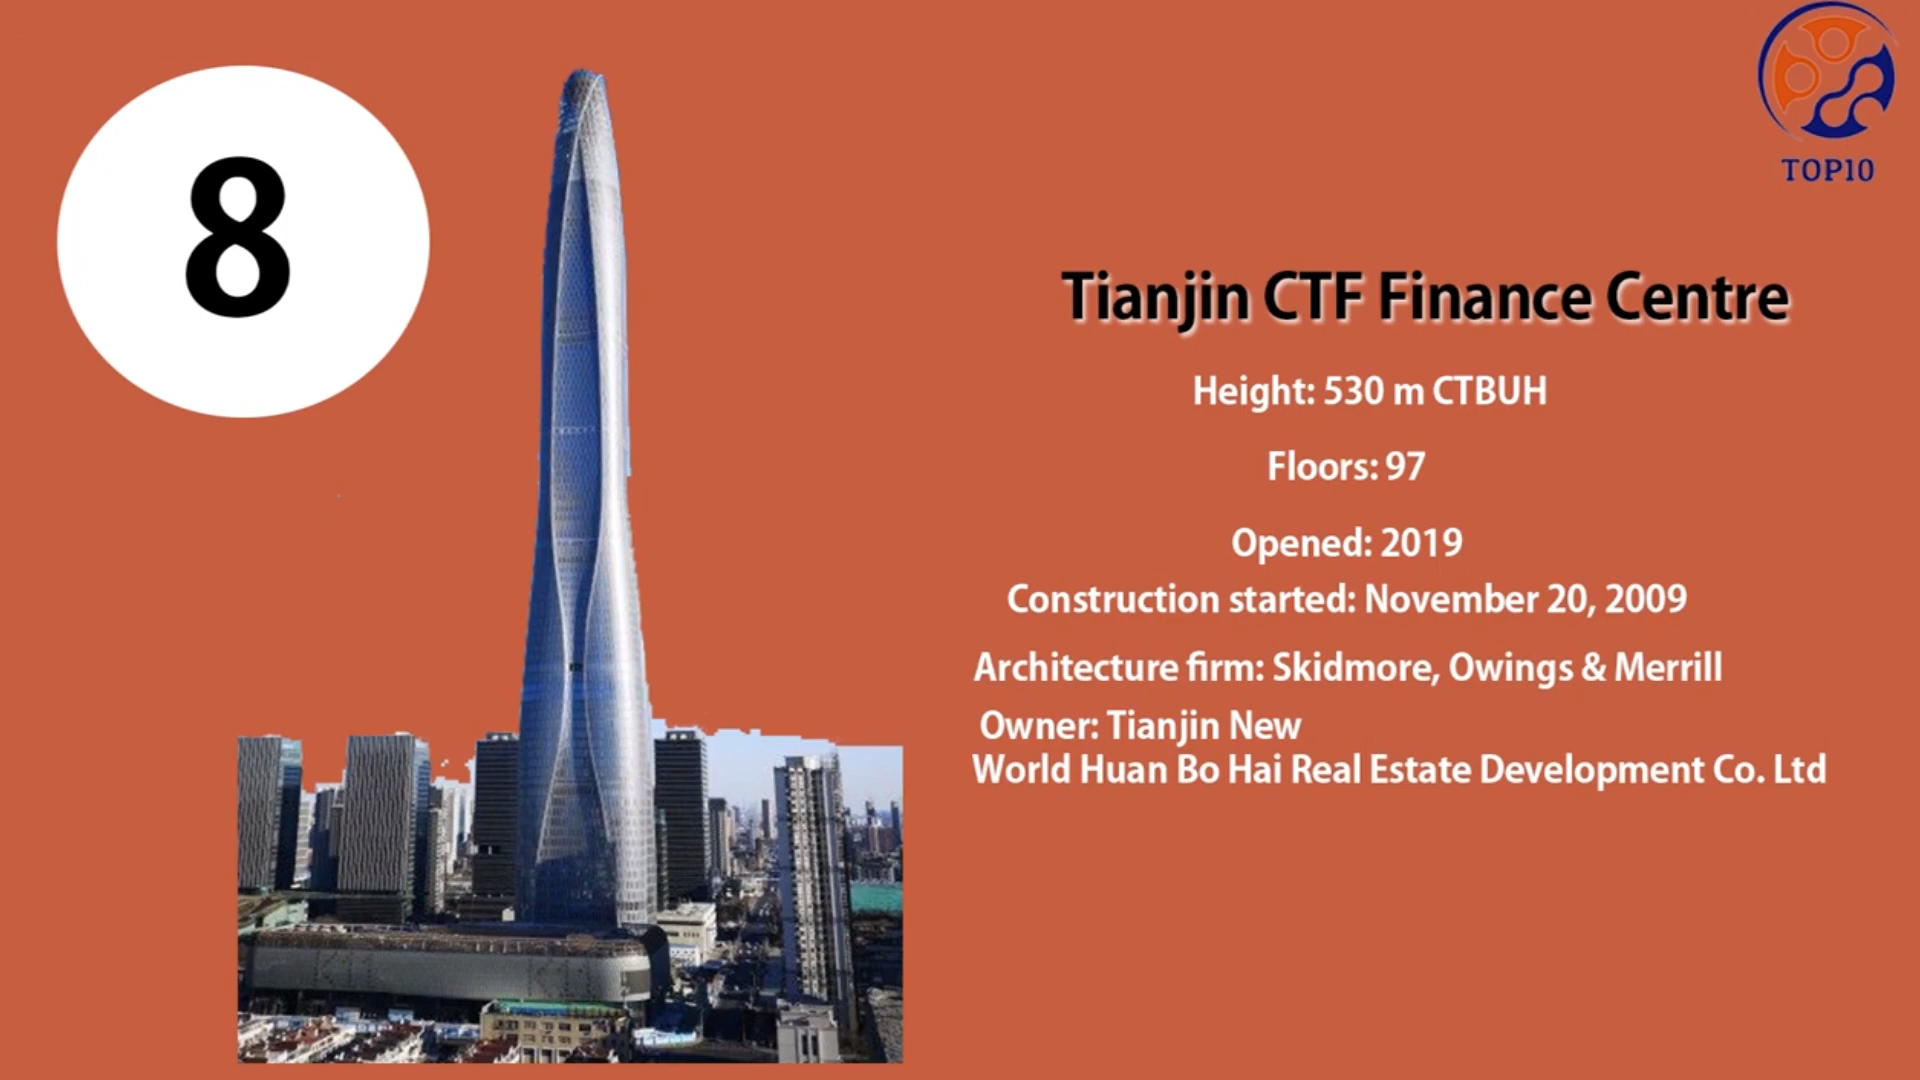 8
TOP10
Tianjin CTF Finance Centre
Height: 530 m CTBUH
Floors: 97
Opened: 2019
Construction started: November 20, 2009
Architecture firm: Skidmore, Owings & Merrill
Owner: Tianjin New
World Huan Bo Hai Real Estate Development Co. Ltd